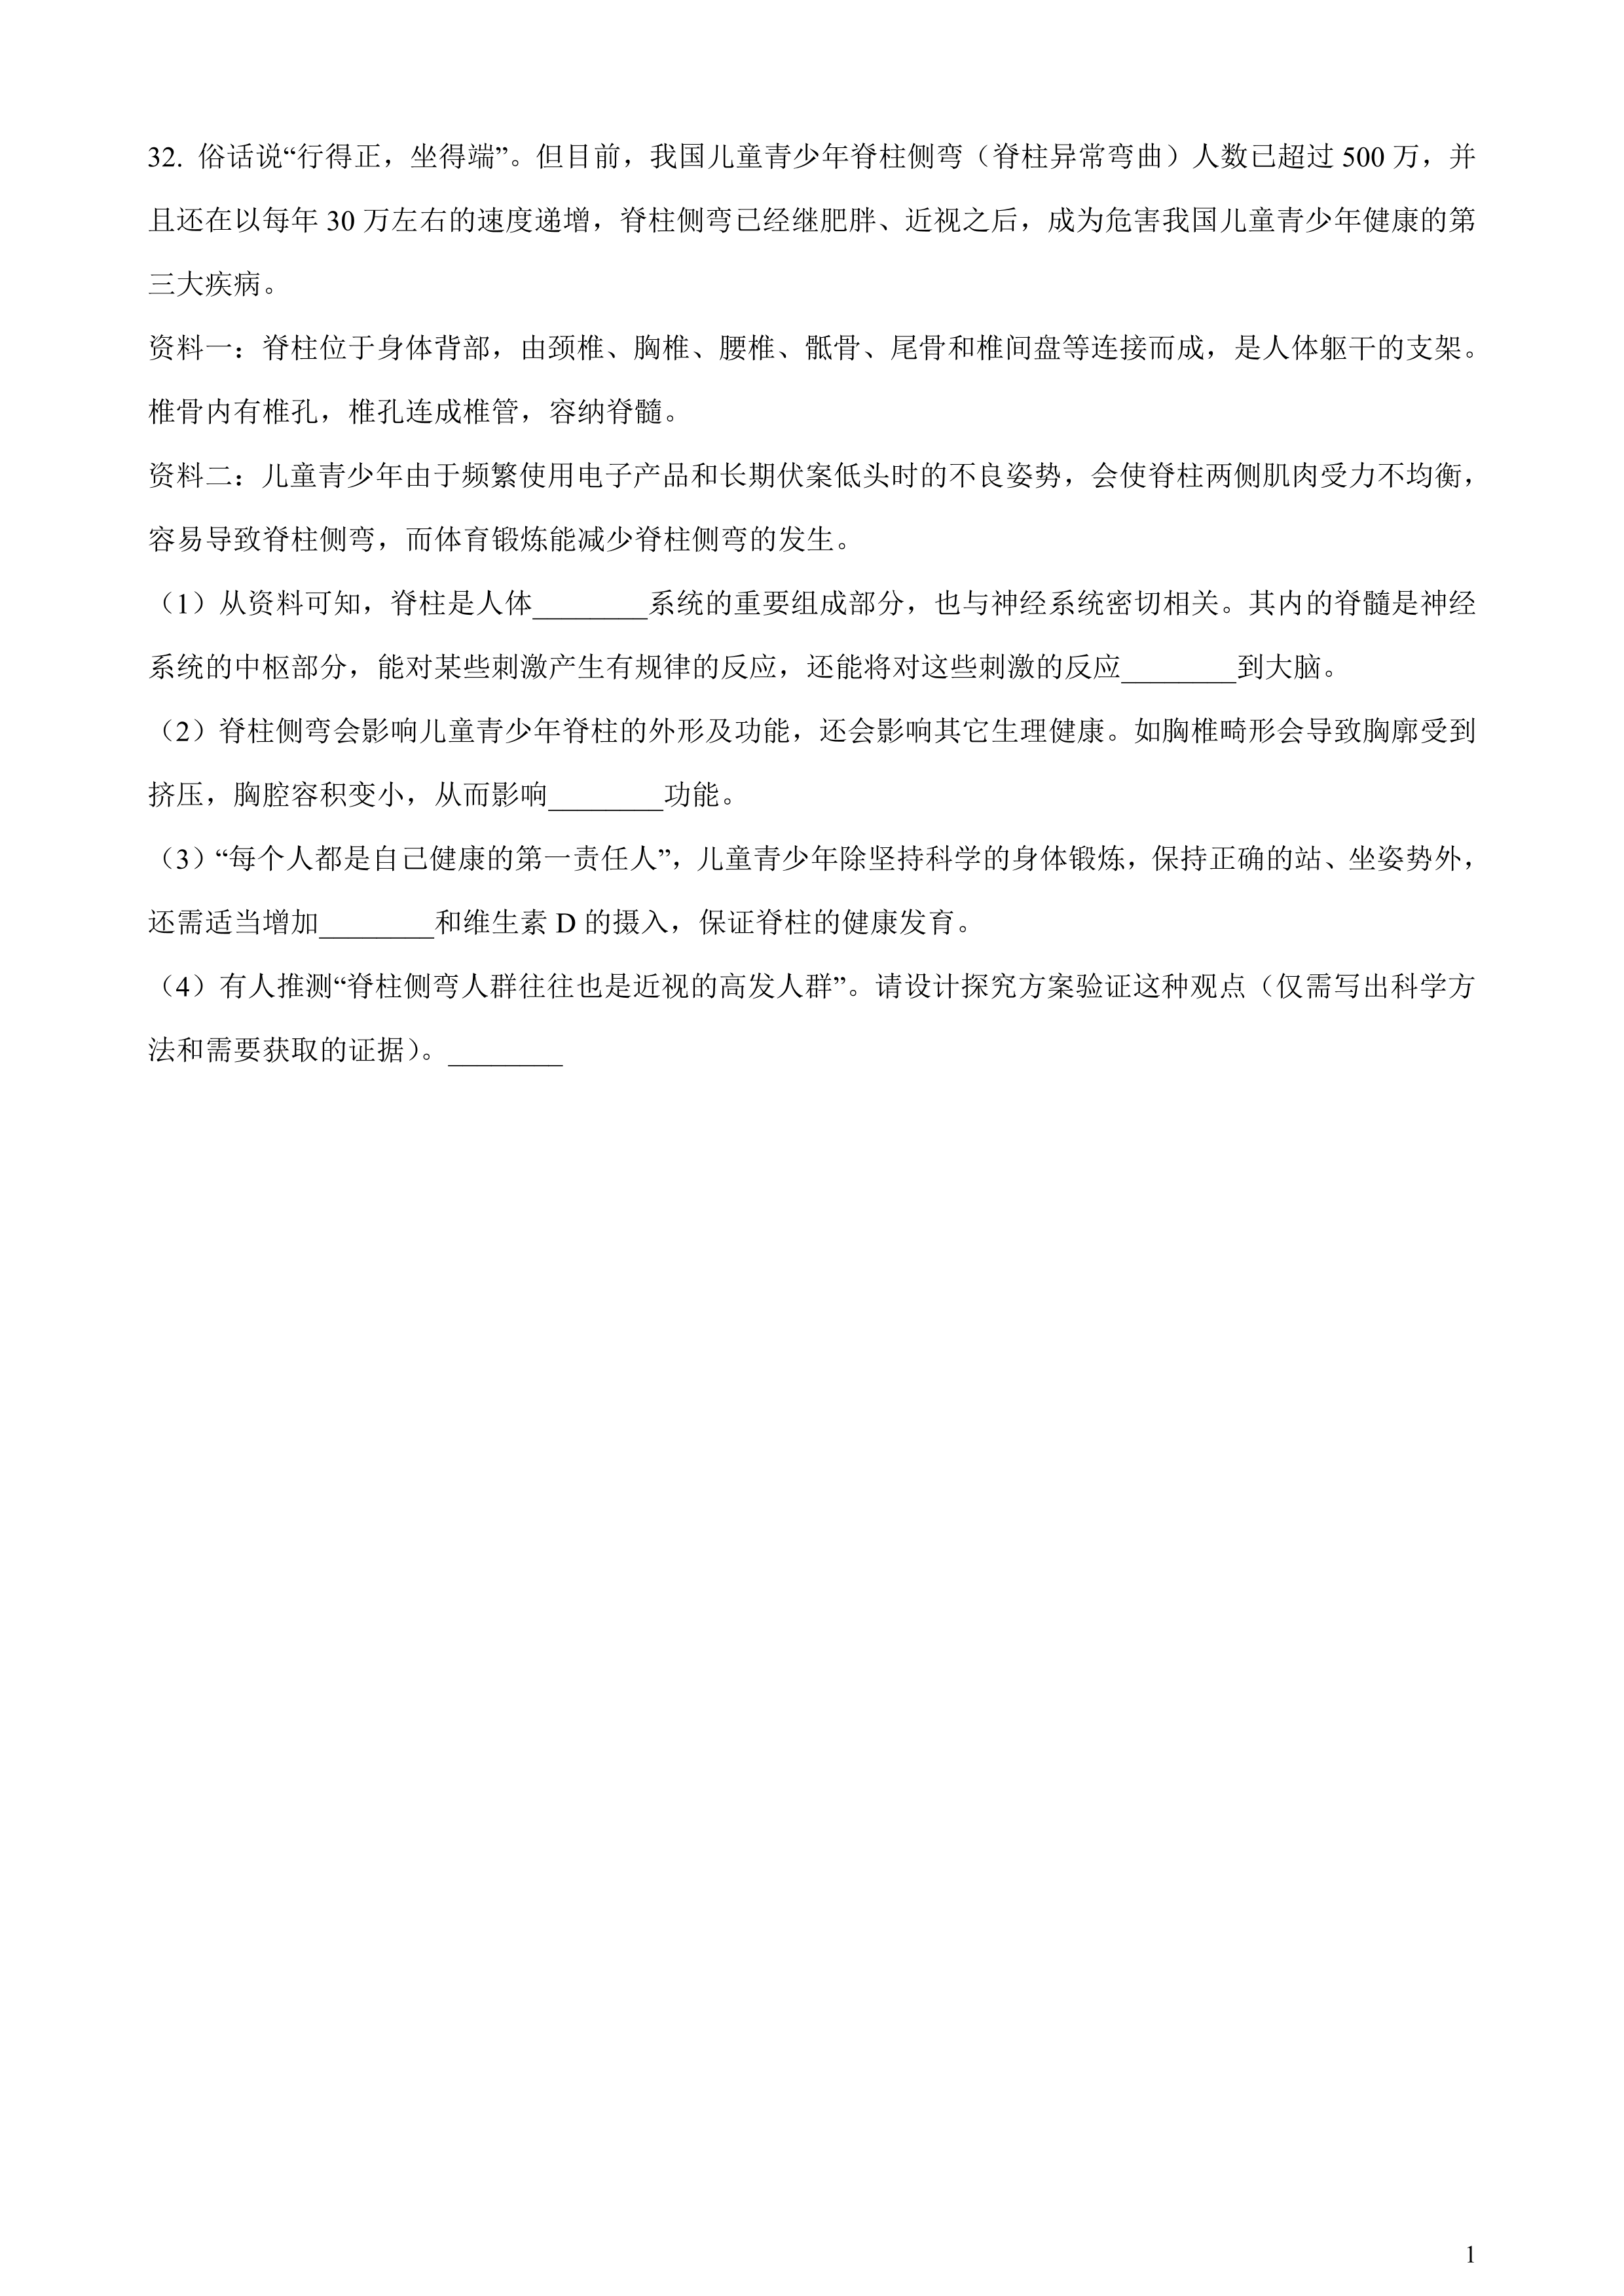 32. 俗话说“行得正，坐得端”。但目前，我国儿童青少年脊柱侧弯（脊柱异常弯曲）人数已超过 500 万，并
且还在以每年 30 万左右的速度递增，脊柱侧弯已经继肥胖、近视之后，成为危害我国儿童青少年健康的第
三大疾病。
资料一：脊柱位于身体背部，由颈椎、胸椎、腰椎、骶骨、尾骨和椎间盘等连接而成，是人体躯干的支架。
椎骨内有椎孔，椎孔连成椎管，容纳脊髓。
资料二：儿童青少年由于频繁使用电子产品和长期伏案低头时的不良姿势，会使脊柱两侧肌肉受力不均衡，
容易导致脊柱侧弯，而体育锻炼能减少脊柱侧弯的发生。
（1）从资料可知，脊柱是人体________系统的重要组成部分，也与神经系统密切相关。其内的脊髓是神经
系统的中枢部分，能对某些刺激产生有规律的反应，还能将对这些刺激的反应________到大脑。
（2）脊柱侧弯会影响儿童青少年脊柱的外形及功能，还会影响其它生理健康。如胸椎畸形会导致胸廓受到
挤压，胸腔容积变小，从而影响________功能。
（3）“每个人都是自己健康的第一责任人”，儿童青少年除坚持科学的身体锻炼，保持正确的站、坐姿势外，
还需适当增加________和维生素 D 的摄入，保证脊柱的健康发育。
（4）有人推测“脊柱侧弯人群往往也是近视的高发人群”。请设计探究方案验证这种观点（仅需写出科学方
法和需要获取的证据）。________
1